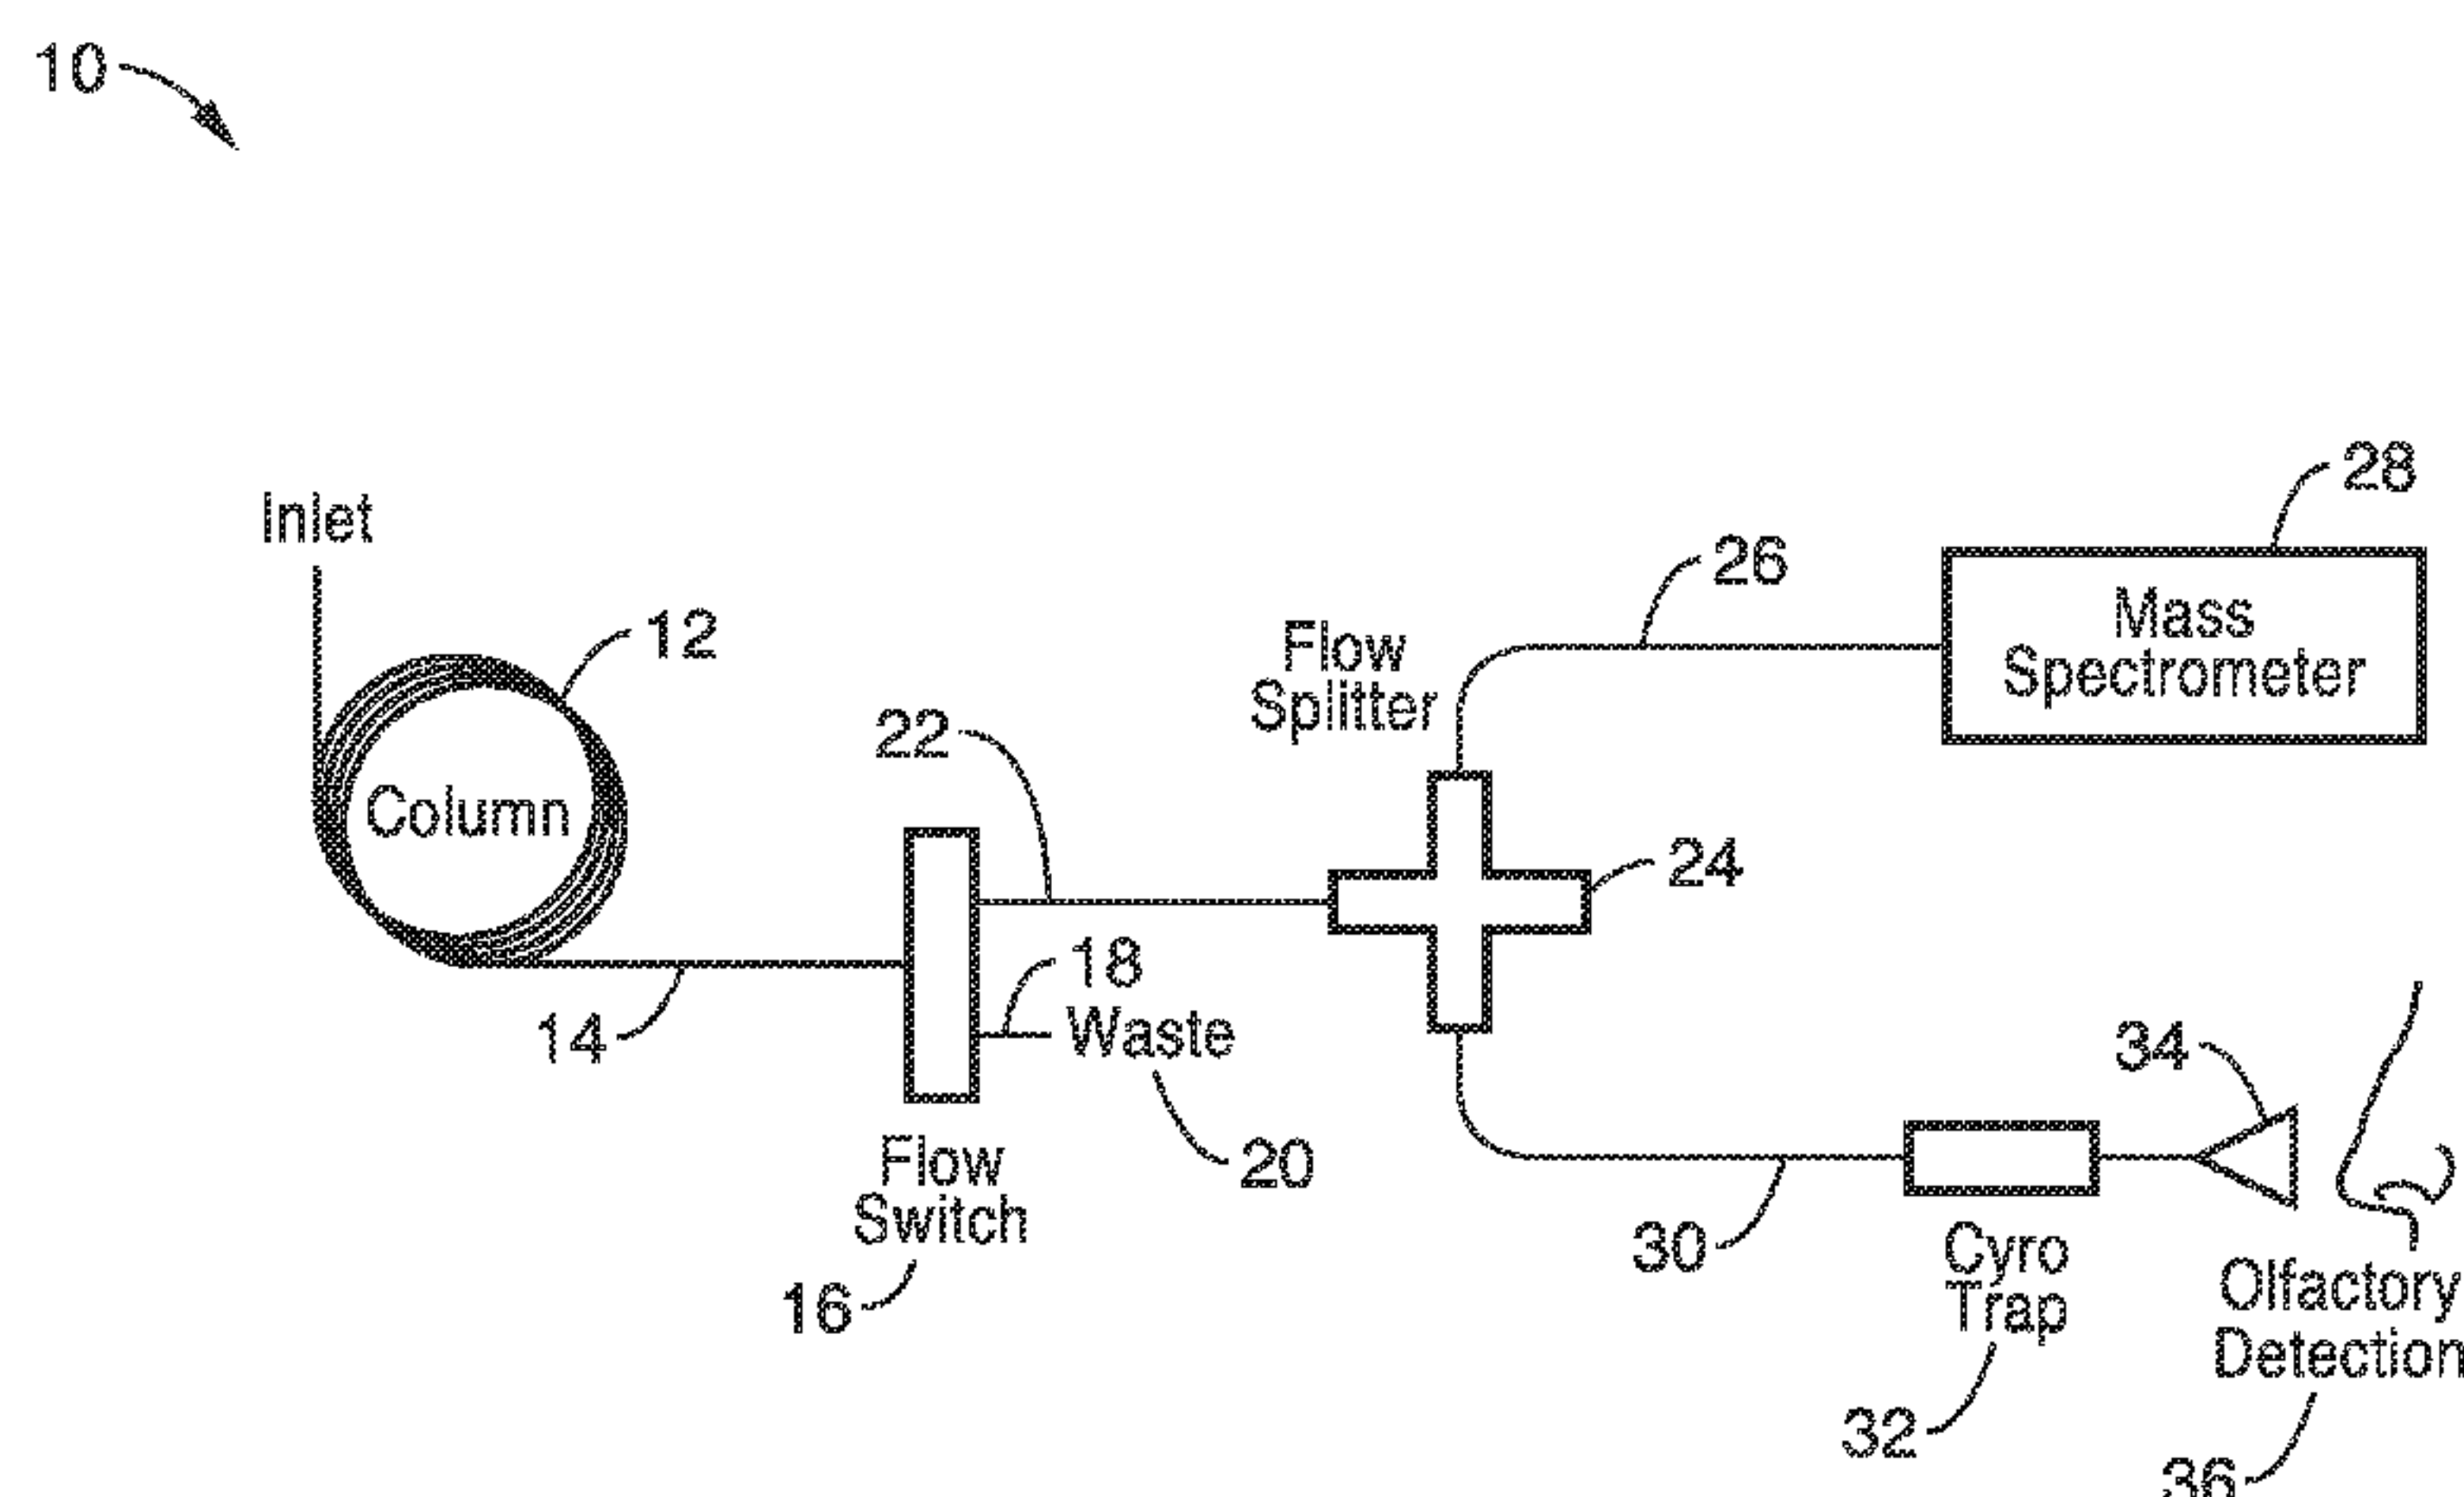 10
Inlet
12
Column
14
22
18
Waste
20
Flow
Switch
16
Flow
Splitter
24
26
28
Mass
Spectrometer
30
Cyro
Trap
32
34
Olfactory
Detection
36